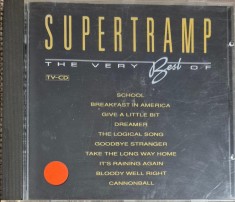 SUPERTRAMP
THE VERY Best OF
TV-CD
SCHOOL
BREAKFAST IN AMERICA
GIVE A LITTLE BIT
DREAMER
THE LOGICAL SONG
GOODBYE STRANGER
TAKE THE LONG WAY HOME
IT'S RAINING AGAIN
BLOODY WELL RIGHT
CANNONBALL